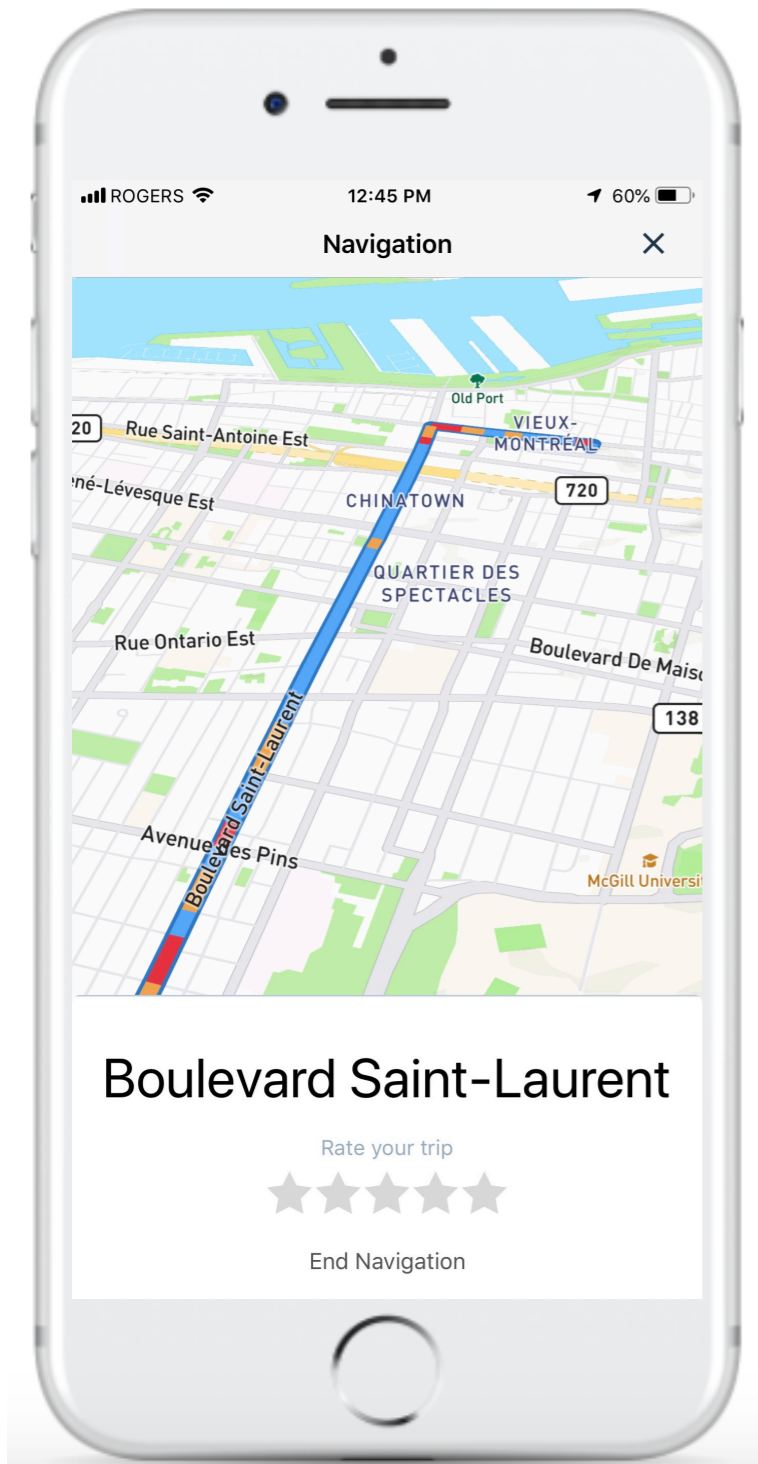 ROGERS
12:45 PM
60%
Navigation
Old Port
20
Rue Saint-Antoine Est
VIEUX-
MONTRÉAL
né-Lévesque Est
CHINATOWN
720
QUARTIER DES
SPECTACLES
Rue Ontario Est
Boulevard De Mais
138
Boulevard Saint-Laurent
Avenue des Pins
McGill Universi
Boulevard Saint-Laurent
Rate your trip
End Navigation